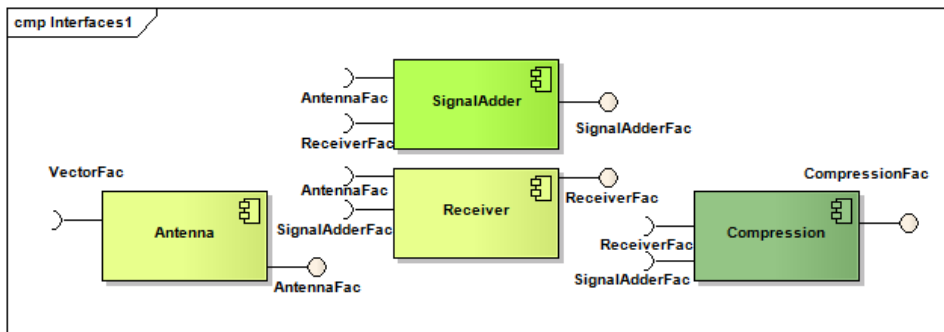 cmp Interfaces1
AntennaFac
SignalAdder
ReceiverFac
SignalAdderFac
VectorFac
Antenna
AntennaFac
AntennaFac
SignalAdderFac
Receiver
ReceiverFac
CompressionFac
ReceiverFac
SignalAdderFac
Compression